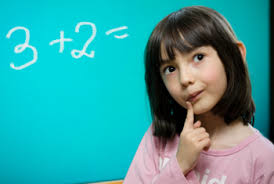 3 + 2 =